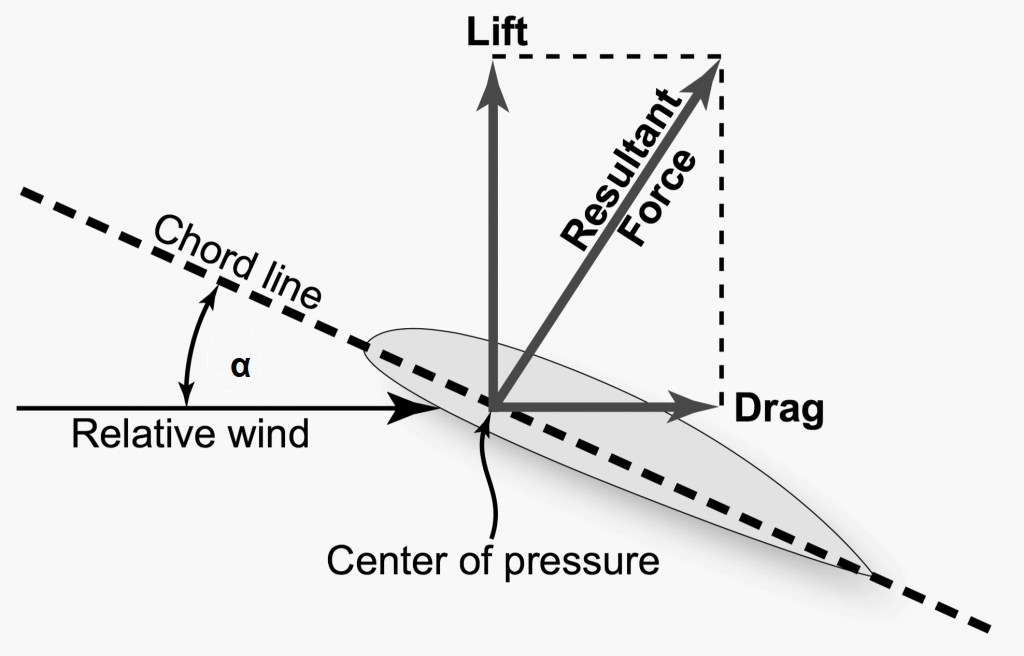 Lift
Resultant
Force
Chord line
α
Drag
Relative wind
Center of pressure